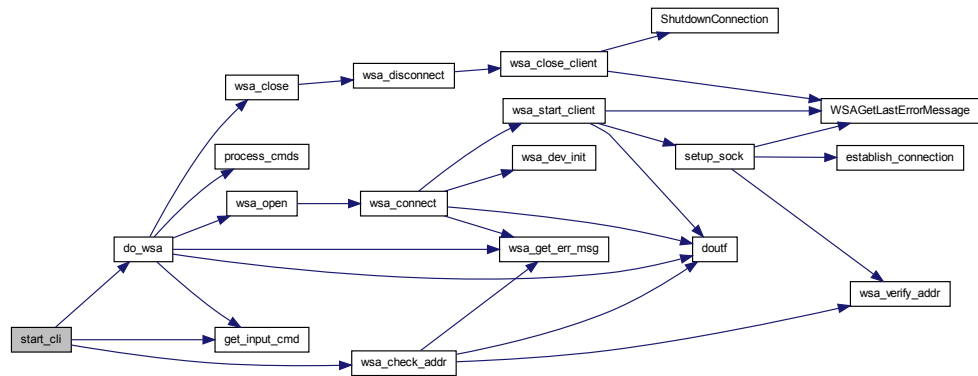 ShutdownConnection
wsa_close_client
wsa_disconnect
wsa_close
wsa_start_client
WSAGetLastErrorMessage
process_cmds
wsa_dev_init
setup_sock
establish_connection
wsa_open
wsa_connect
do_wsa
wsa_get_err_msg
doutf
wsa_verify_addr
start_cli
get_input_cmd
wsa_check_addr